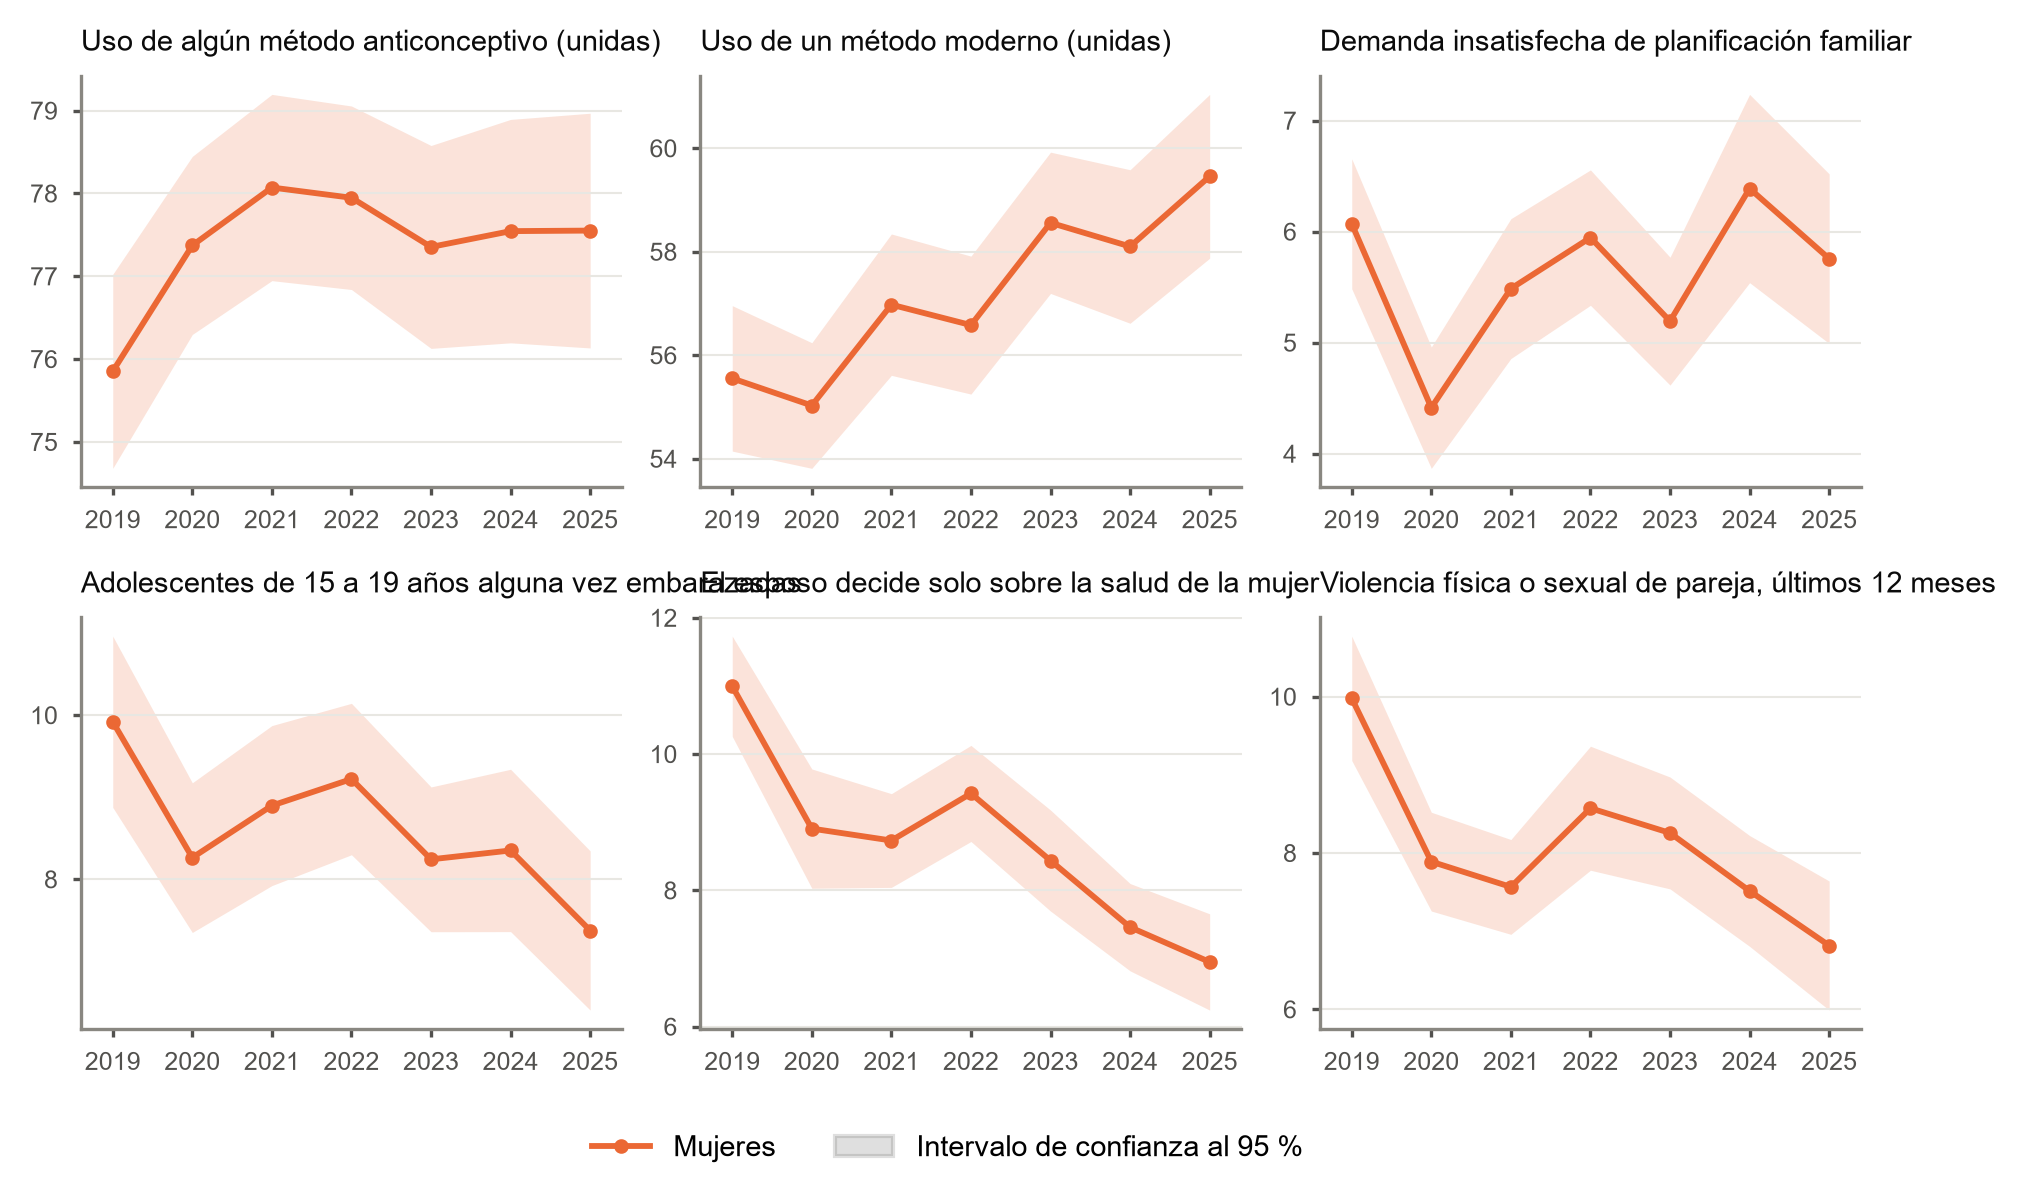 Uso de algún método anticonceptivo (unidas)
Uso de un método moderno (unidas)
Demanda insatisfecha de planificación familiar
79
78
77
76
75
2019 2020 2021 2022 2023 2024 2025
60
58
56
54
2019 2020 2021 2022 2023 2024 2025
7
6
5
4
2019 2020 2021 2022 2023 2024 2025
Adolescentes de 15 a 19 años alguna vez embarazadas
El esposo decide solo sobre la salud de la mujer
Violencia física o sexual de pareja, últimos 12 meses
10
8
2019 2020 2021 2022 2023 2024 2025
12
10
8
6
2019 2020 2021 2022 2023 2024 2025
10
8
6
2019 2020 2021 2022 2023 2024 2025
Mujeres
Intervalo de confianza al 95 %